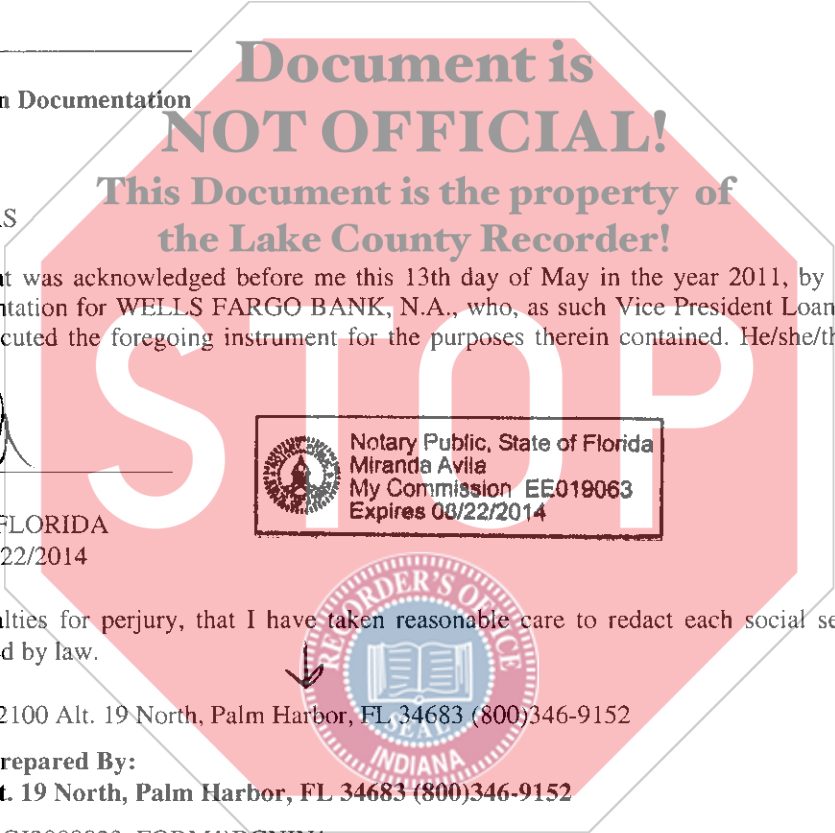 Document is
n Documentation
NOT OFFICIAL!
This Document is the property of
AS
the Lake County Recorder!
nt was acknowledged before me this 13th day of May in the year 2011, by
ntation for WELLS FARGO BANK, N.A., who, as such Vice President Loan
cuted the foregoing instrument for the purposes therein contained. He/she/th
STOP
Notary Public, State of Florida
Miranda Avila
My Commission EE019063
Expires 08/22/2014
FLORIDA
22/2014
RECORDER'S OFFICE
alties for perjury, that I have taken reasonable care to redact each social se
d by law.
2100 Alt. 19 North, Palm Harbor, FL 34683 (800)346-9152
SEAL
INDIANA
repared By:
t. 19 North, Palm Harbor, FL 34683 (800)346-9152